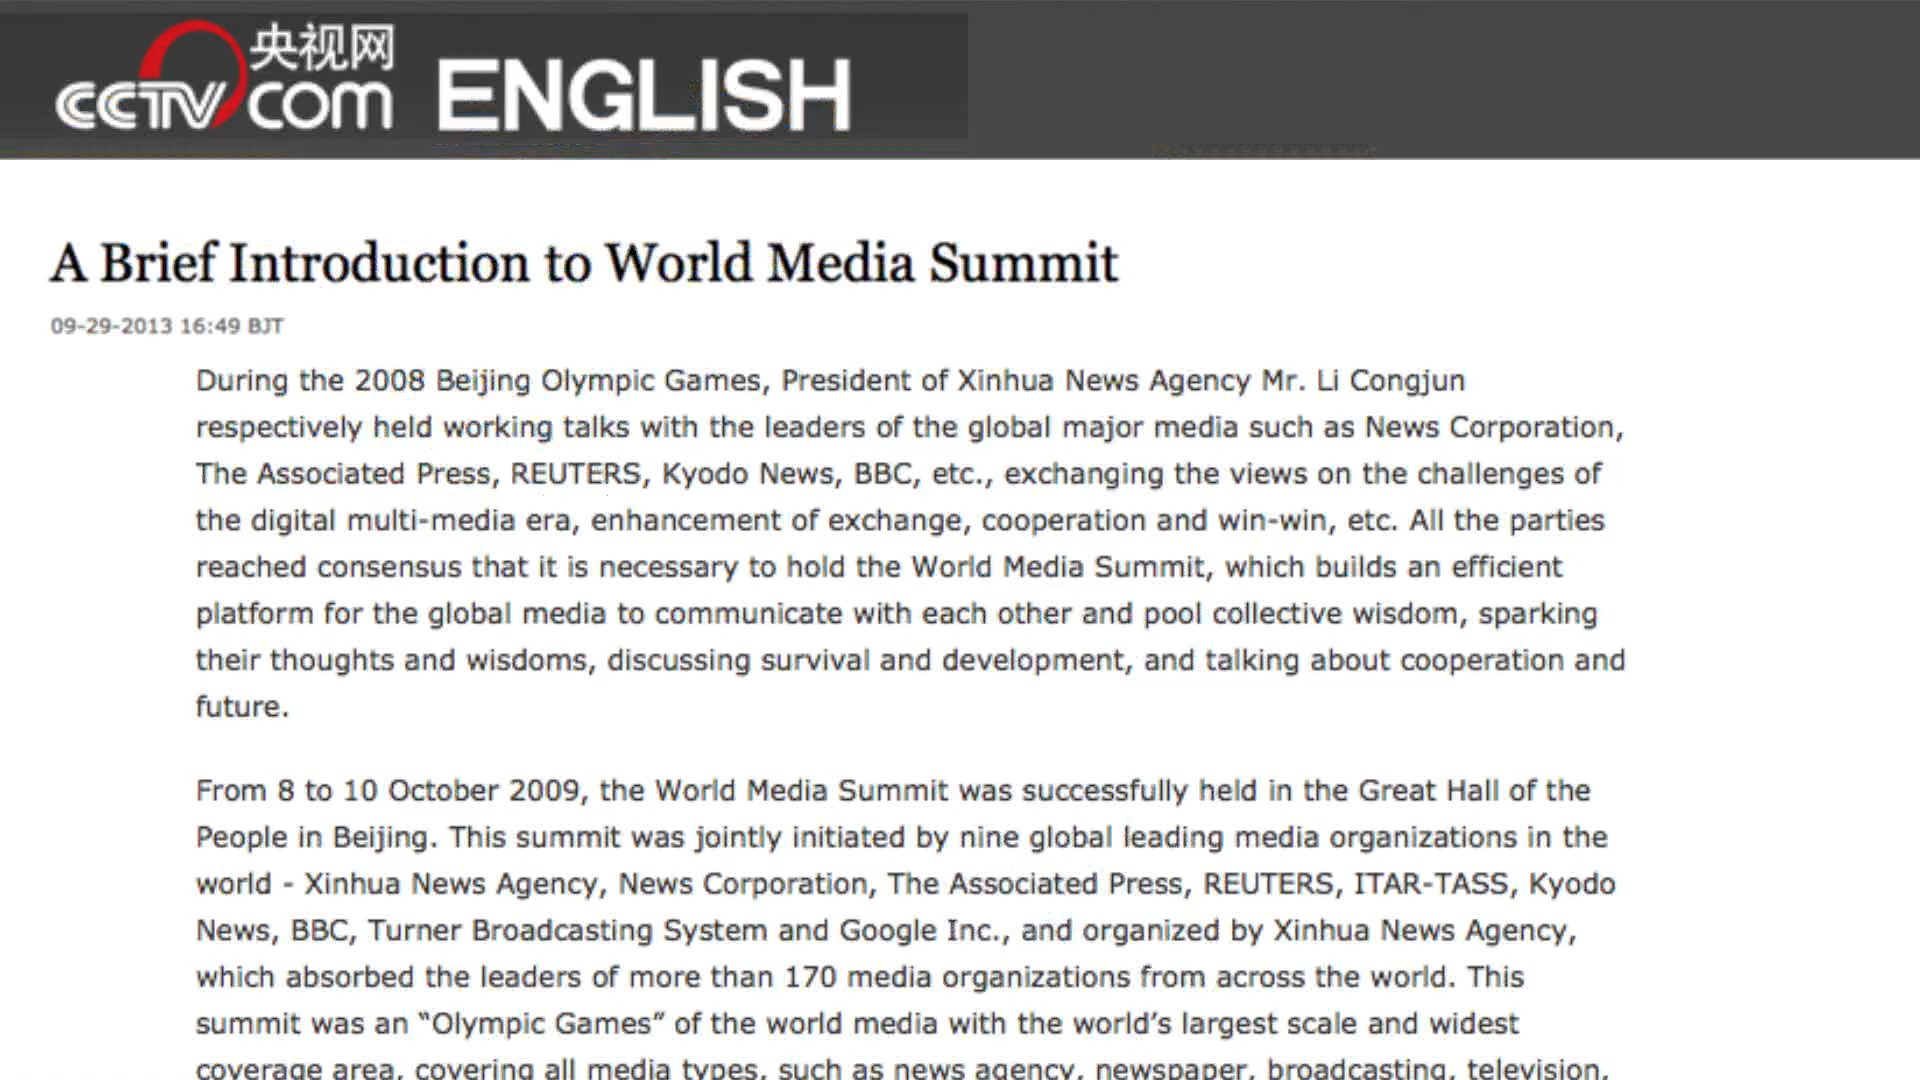 央视网
CCTV com ENGLISH
A Brief Introduction to World Media Summit
09-29-2013 16:49 BJT
During the 2008 Beijing Olympic Games, President of Xinhua News Agency Mr. Li Congjun
respectively held working talks with the leaders of the global major media such as News Corporation,
The Associated Press, REUTERS, Kyodo News, BBC, etc., exchanging the views on the challenges of
the digital multi-media era, enhancement of exchange, cooperation and win-win, etc. All the parties
reached consensus that it is necessary to hold the World Media Summit, which builds an efficient
platform for the global media to communicate with each other and pool collective wisdom, sparking
their thoughts and wisdoms, discussing survival and development, and talking about cooperation and
future.
From 8 to 10 October 2009, the World Media Summit was successfully held in the Great Hall of the
People in Beijing. This summit was jointly initiated by nine global leading media organizations in the
world - Xinhua News Agency, News Corporation, The Associated Press, REUTERS, ITAR-TASS, Kyodo
News, BBC, Turner Broadcasting System and Google Inc., and organized by Xinhua News Agency,
which absorbed the leaders of more than 170 media organizations from across the world. This
summit was an “Olympic Games” of the world media with the world’s largest scale and widest
coverage area, covering all media types, such as news agency, newspaper, broadcasting, television,